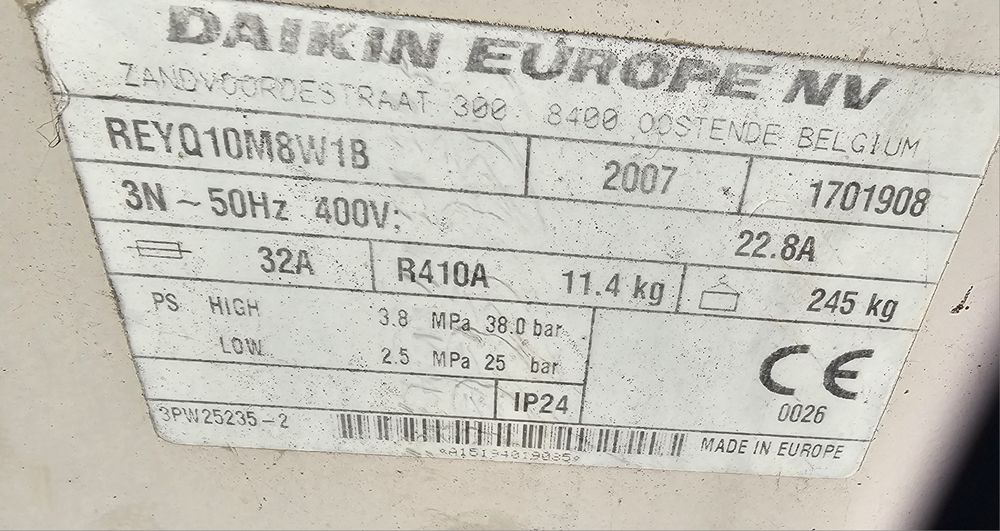 DAIKIN EUROPE NV
ZANDVOORDESTRAAT 300 8400 OOSTENDE BELGIUM
REYQ10M8W1B 2007 1701908
3N ~ 50Hz 400V; 22.8A
32A R410A 11.4 kg 245 kg
PS HIGH 3.8 MPa 38.0 bar
LOW 2.5 MPa 25 bar
CE
IP24 0026
3PW25235-2 MADE IN EUROPE